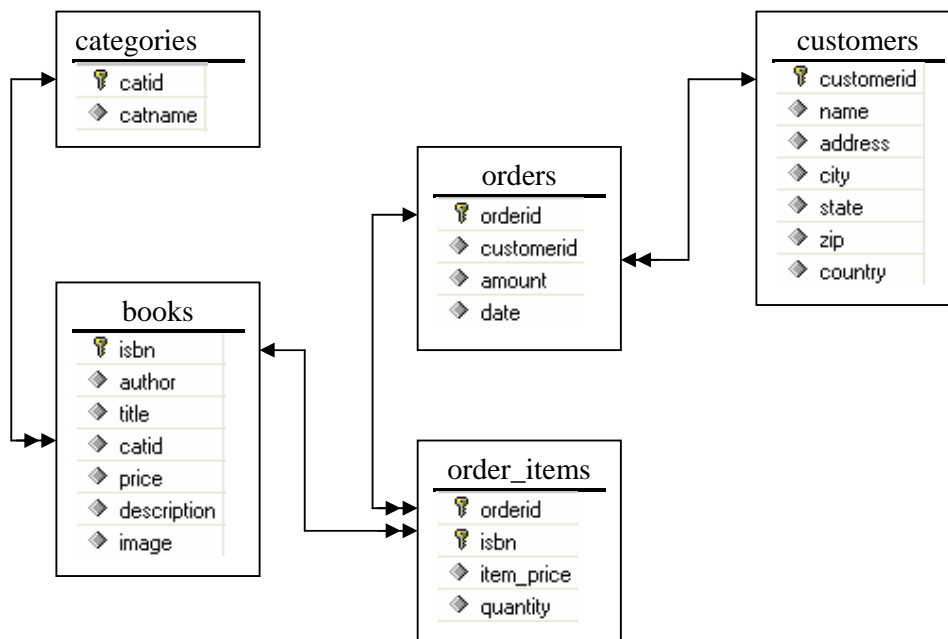 categories
catid
catname
customers
customerid
name
address
city
state
zip
country
orders
orderid
customerid
amount
date
books
isbn
author
title
catid
price
description
image
order_items
orderid
isbn
item_price
quantity